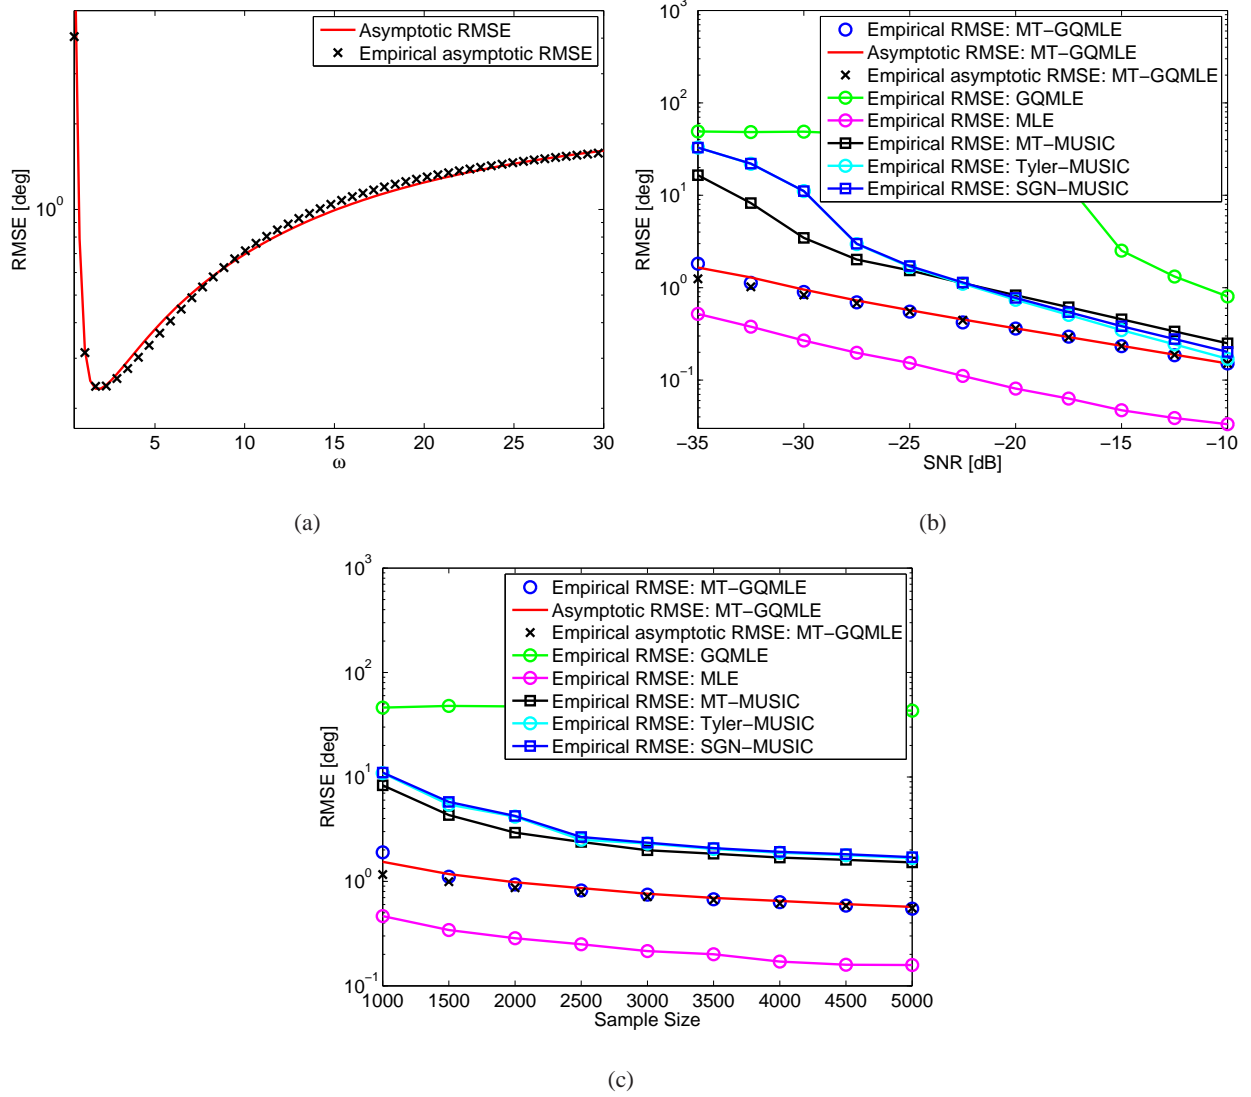 Asymptotic RMSE
Empirical asymptotic RMSE
RMSE [deg]
10^0
5 10 15 20 25 30
ω
(a)
Empirical RMSE: MT−GQMLE
Asymptotic RMSE: MT−GQMLE
Empirical asymptotic RMSE: MT−GQMLE
Empirical RMSE: GQMLE
Empirical RMSE: MLE
Empirical RMSE: MT−MUSIC
Empirical RMSE: Tyler−MUSIC
Empirical RMSE: SGN−MUSIC
RMSE [deg]
10^3
10^2
10^1
10^0
10^−1
−35 −30 −25 −20 −15 −10
SNR [dB]
(b)
Empirical RMSE: MT−GQMLE
Asymptotic RMSE: MT−GQMLE
Empirical asymptotic RMSE: MT−GQMLE
Empirical RMSE: GQMLE
Empirical RMSE: MLE
Empirical RMSE: MT−MUSIC
Empirical RMSE: Tyler−MUSIC
Empirical RMSE: SGN−MUSIC
RMSE [deg]
10^3
10^2
10^1
10^0
10^−1
1000 1500 2000 2500 3000 3500 4000 4500 5000
Sample Size
(c)